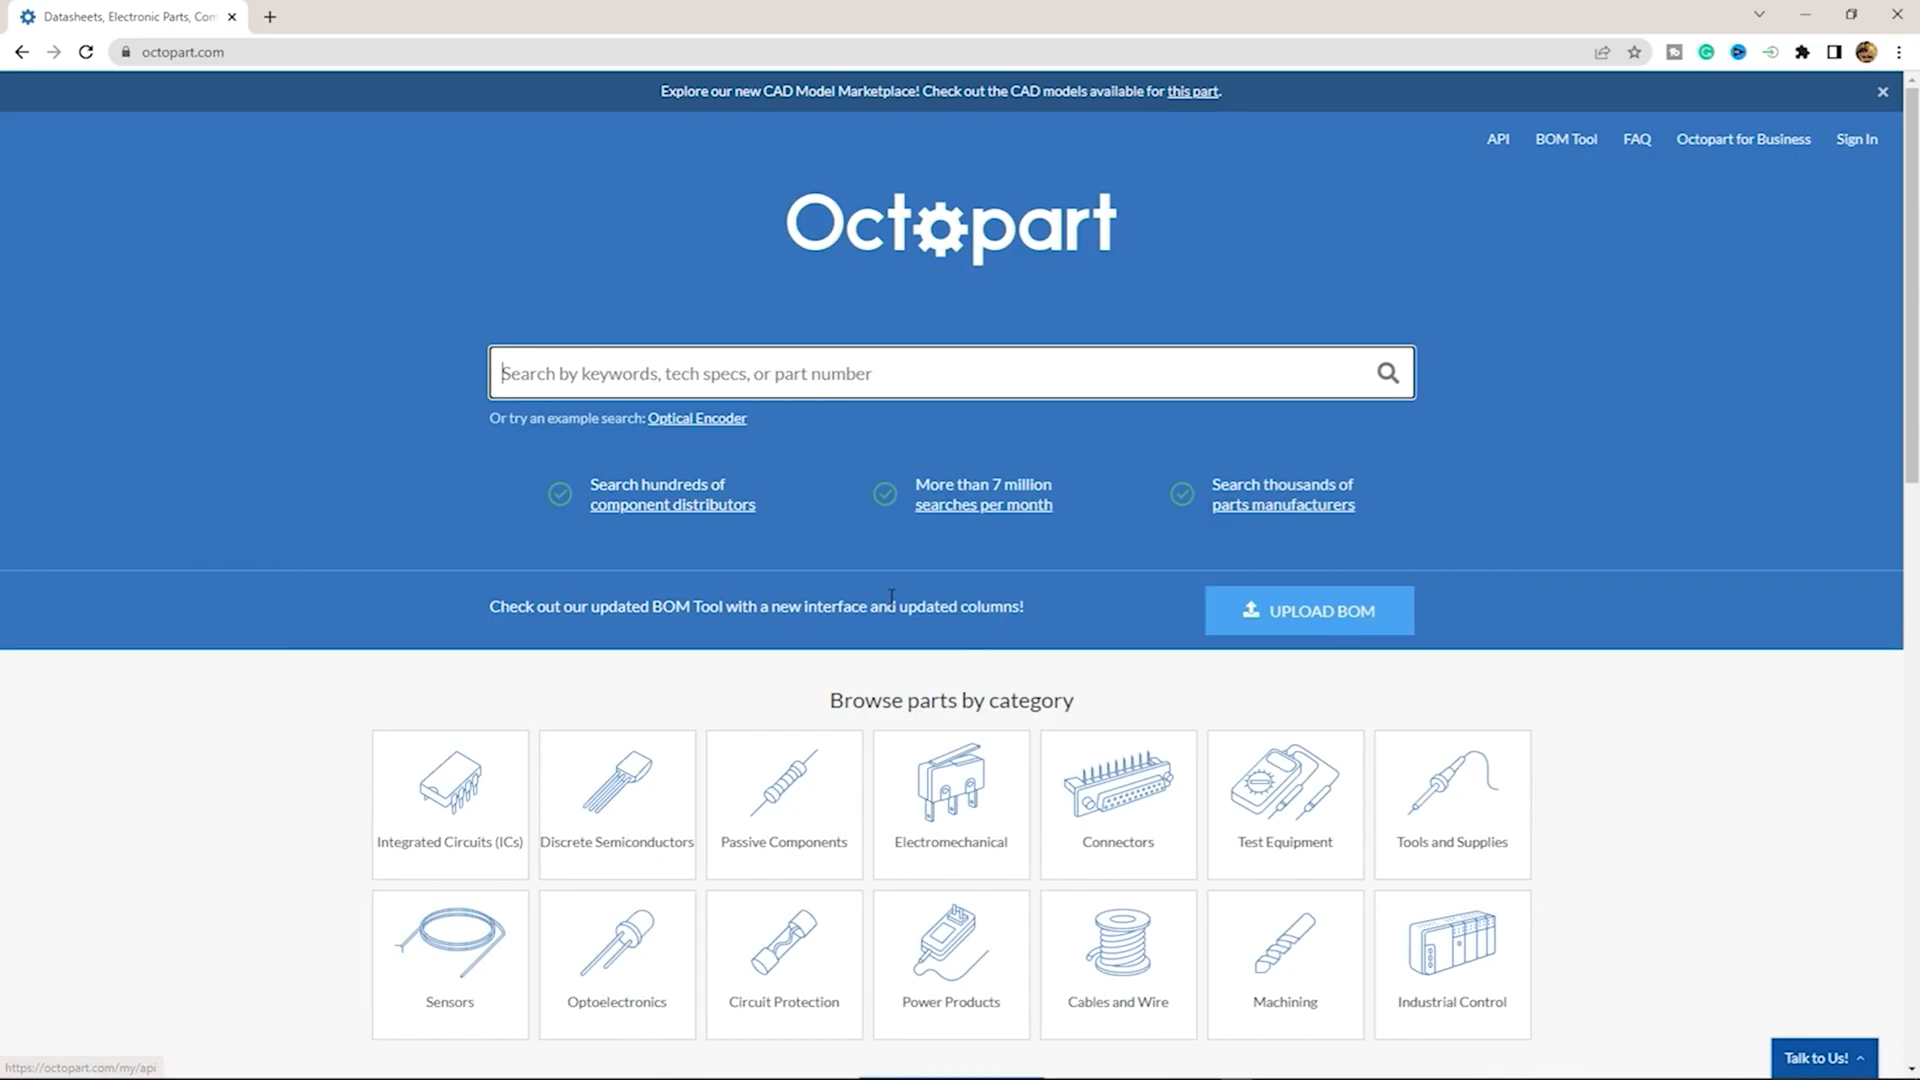 Datasheets, Electronic Parts, Com
octopart.com
Explore our new CAD Model Marketplace! Check out the CAD models available for this part.
API BOM Tool FAQ Octopart for Business Sign In
Octopart
Search by keywords, tech specs, or part number
Or try an example search: Optical Encoder
Search hundreds of
component distributors
More than 7 million
searches per month
Search thousands of
parts manufacturers
Check out our updated BOM Tool with a new interface and updated columns!
UPLOAD BOM
Browse parts by category
Integrated Circuits (ICs)
Discrete Semiconductors
Passive Components
Electromechanical
Connectors
Test Equipment
Tools and Supplies
Sensors
Optoelectronics
Circuit Protection
Power Products
Cables and Wire
Machining
Industrial Control
Talk to Us!
https://octopart.com/my/api